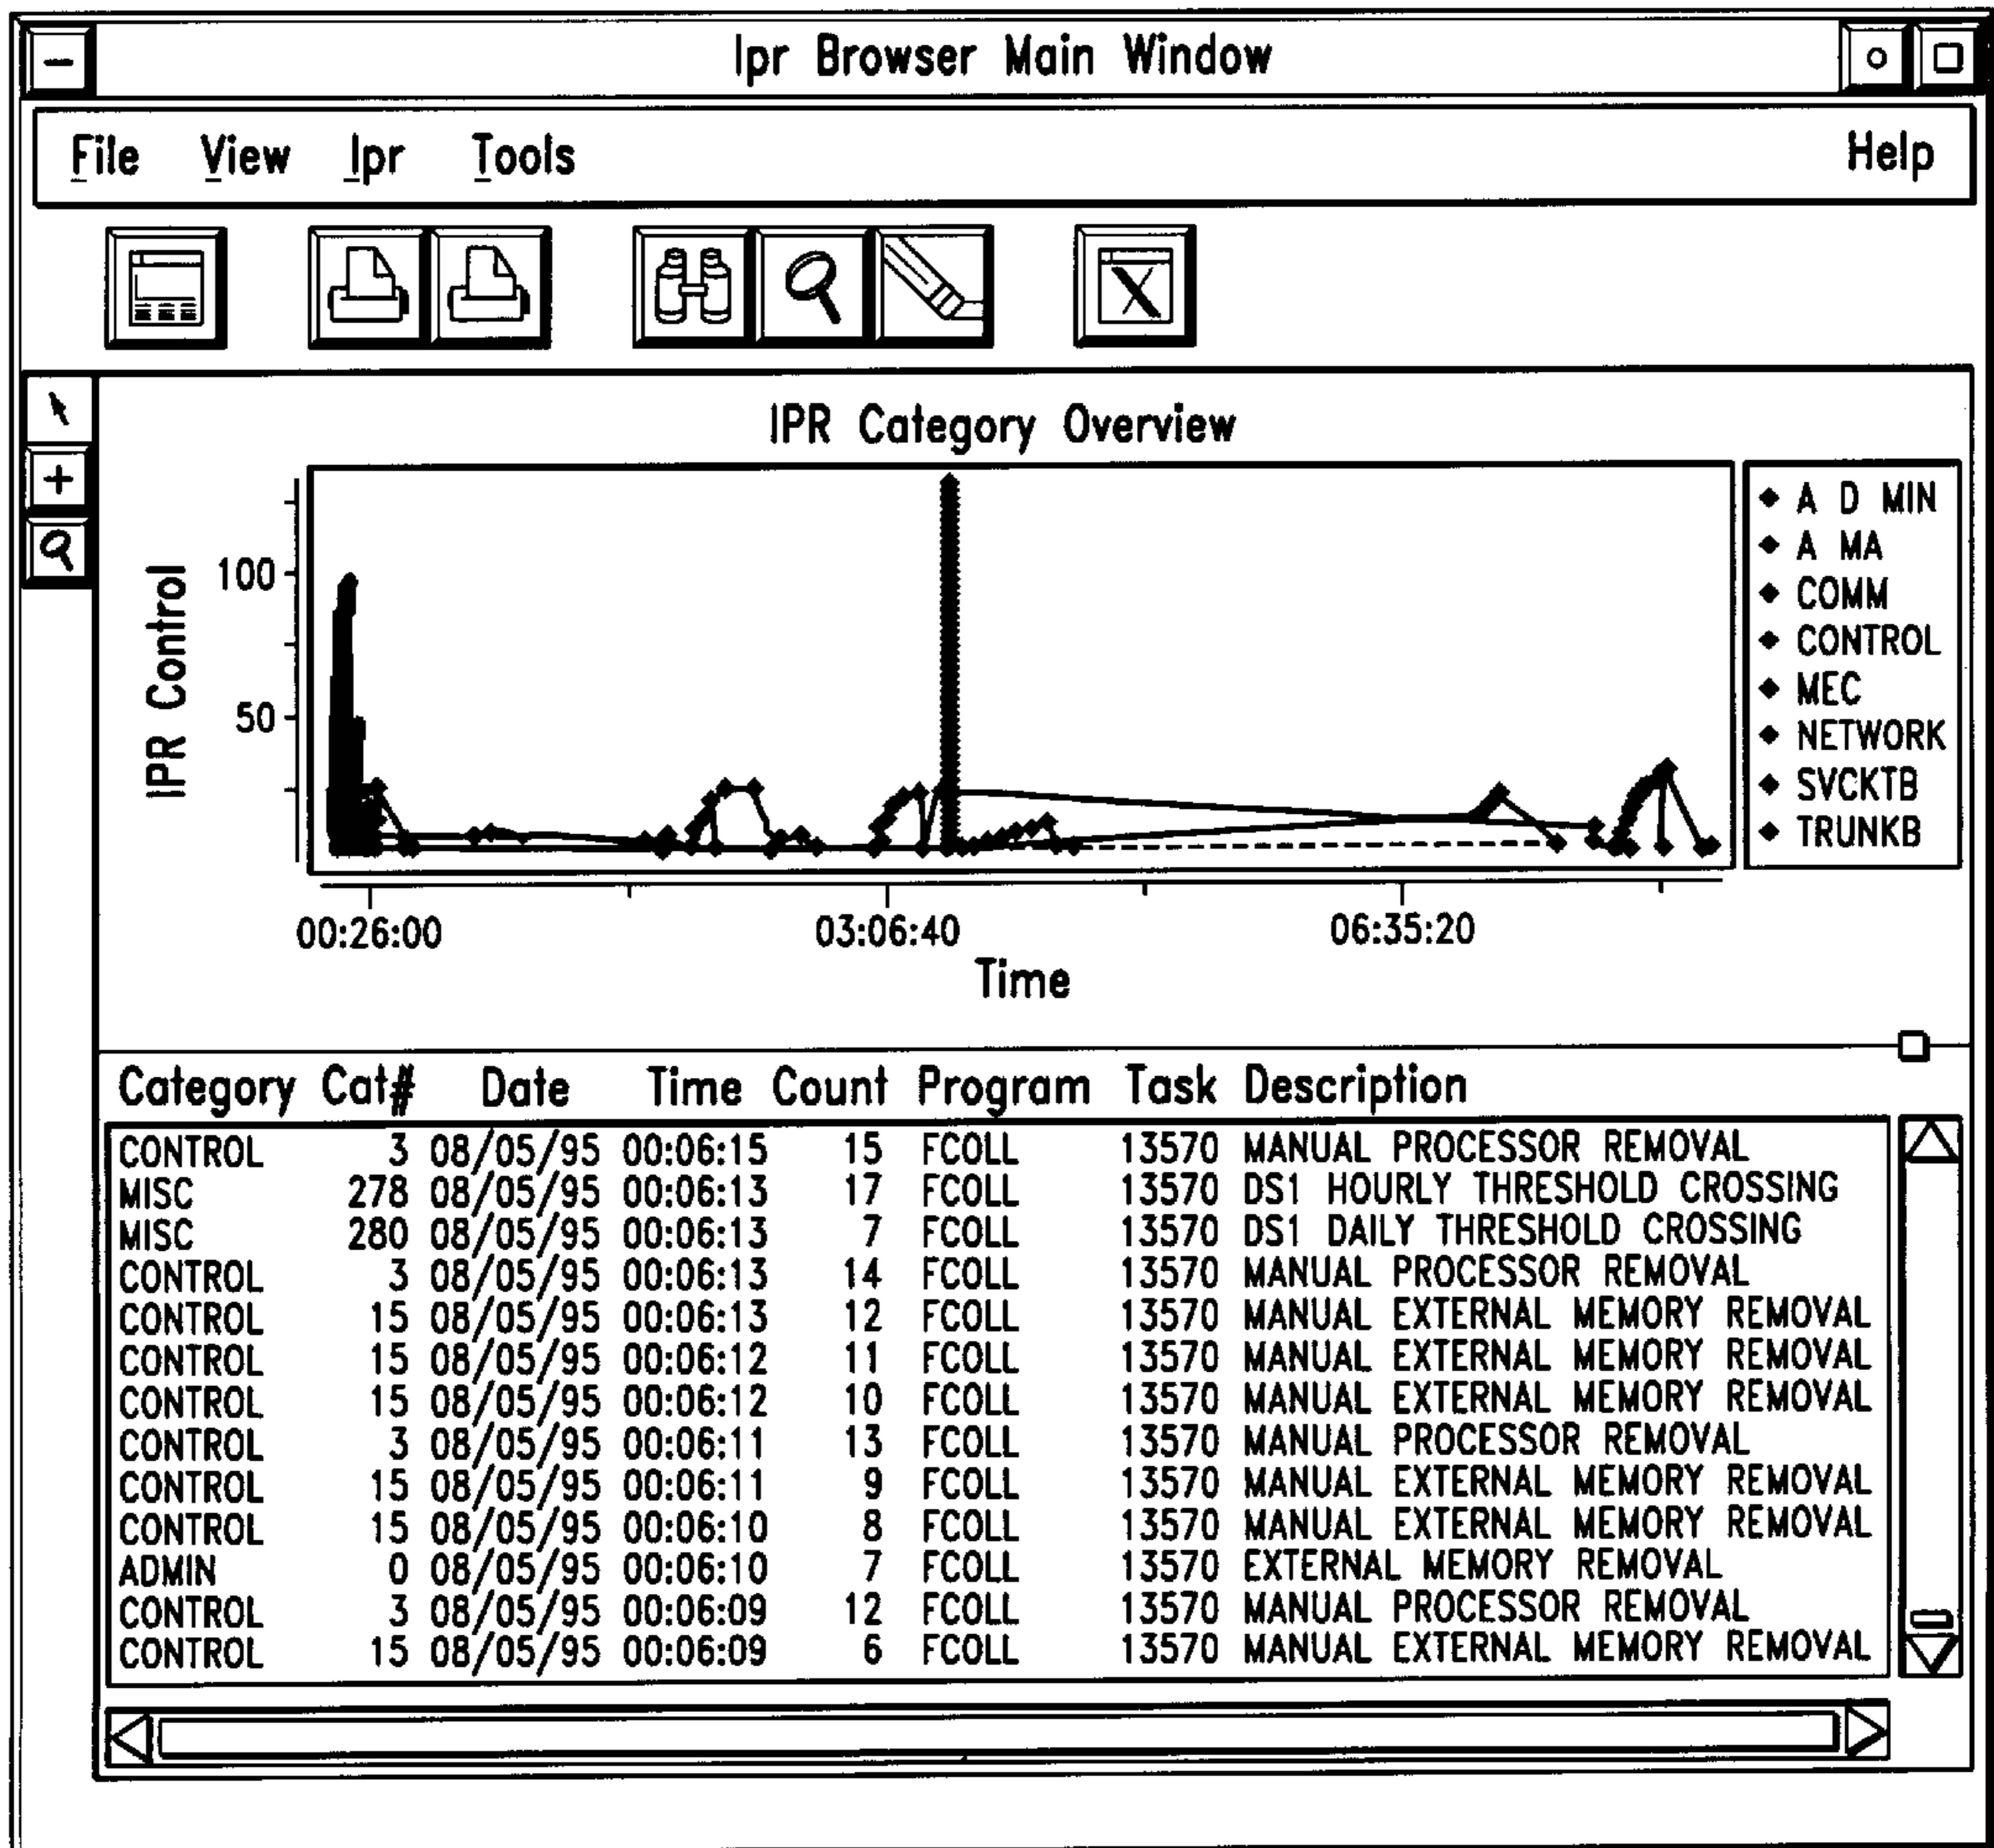 Ipr Browser Main Window
File View Ipr Tools Help
IPR Category Overview
IPR Control
100
50
A D MIN
A MA
COMM
CONTROL
MEC
NETWORK
SVCKTB
TRUNKB
00:26:00 03:06:40 06:35:20
Time
Category Cat# Date Time Count Program Task Description
CONTROL 3 08/05/95 00:06:15 15 FCOLL 13570 MANUAL PROCESSOR REMOVAL
MISC 278 08/05/95 00:06:13 17 FCOLL 13570 DS1 HOURLY THRESHOLD CROSSING
MISC 280 08/05/95 00:06:13 7 FCOLL 13570 DS1 DAILY THRESHOLD CROSSING
CONTROL 3 08/05/95 00:06:13 14 FCOLL 13570 MANUAL PROCESSOR REMOVAL
CONTROL 15 08/05/95 00:06:13 12 FCOLL 13570 MANUAL EXTERNAL MEMORY REMOVAL
CONTROL 15 08/05/95 00:06:12 11 FCOLL 13570 MANUAL EXTERNAL MEMORY REMOVAL
CONTROL 15 08/05/95 00:06:12 10 FCOLL 13570 MANUAL EXTERNAL MEMORY REMOVAL
CONTROL 3 08/05/95 00:06:11 13 FCOLL 13570 MANUAL PROCESSOR REMOVAL
CONTROL 15 08/05/95 00:06:11 9 FCOLL 13570 MANUAL EXTERNAL MEMORY REMOVAL
CONTROL 15 08/05/95 00:06:10 8 FCOLL 13570 MANUAL EXTERNAL MEMORY REMOVAL
ADMIN 0 08/05/95 00:06:10 7 FCOLL 13570 EXTERNAL MEMORY REMOVAL
CONTROL 3 08/05/95 00:06:09 12 FCOLL 13570 MANUAL PROCESSOR REMOVAL
CONTROL 15 08/05/95 00:06:09 6 FCOLL 13570 MANUAL EXTERNAL MEMORY REMOVAL